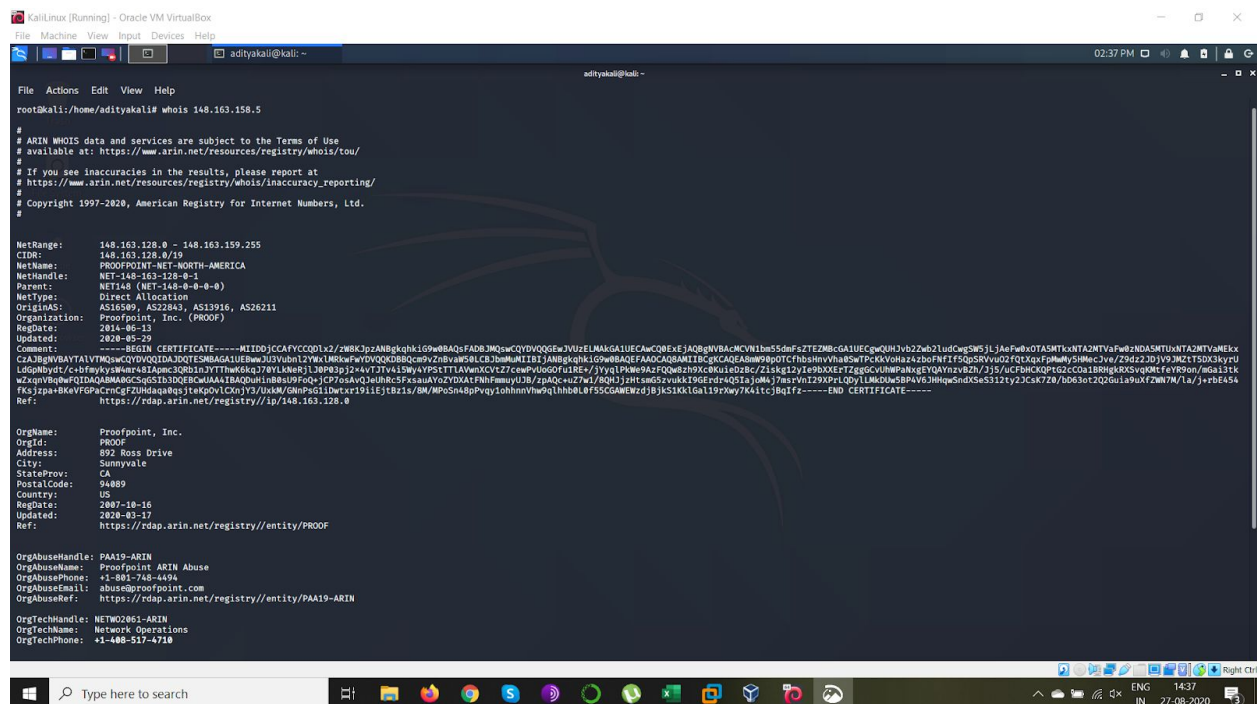 KaliLinux [Running] - Oracle VM VirtualBox
File Machine View Input Devices Help
adityakali@kali: ~
02:37 PM
adityakali@kali: ~
File Actions Edit View Help
root@kali:/home/adityakali# whois 148.163.158.5
#
# ARIN WHOIS data and services are subject to the Terms of Use
# available at: https://www.arin.net/resources/registry/whois/tou/
#
# If you see inaccuracies in the results, please report at
# https://www.arin.net/resources/registry/whois/inaccuracy_reporting/
#
# Copyright 1997-2020, American Registry for Internet Numbers, Ltd.
#
NetRange: 148.163.128.0 - 148.163.159.255
CIDR: 148.163.128.0/19
NetName: PROOFPOINT-NET-NORTH-AMERICA
NetHandle: NET-148-163-128-0-1
Parent: NET148 (NET-148-0-0-0-0)
NetType: Direct Allocation
OriginAS: AS16509, AS22843, AS13916, AS26211
Organization: Proofpoint, Inc. (PROOF)
RegDate: 2014-06-13
Updated: 2020-05-29
Comment: -----BEGIN CERTIFICATE-----
-----END CERTIFICATE-----
Ref: https://rdap.arin.net/registry//ip/148.163.128.0
OrgName: Proofpoint, Inc.
OrgId: PROOF
Address: 892 Ross Drive
City: Sunnyvale
StateProv: CA
PostalCode: 94089
Country: US
RegDate: 2007-10-16
Updated: 2020-03-17
Ref: https://rdap.arin.net/registry//entity/PROOF
OrgAbuseHandle: PAA19-ARIN
OrgAbuseName: Proofpoint ARIN Abuse
OrgAbusePhone: +1-801-748-4494
OrgAbuseEmail: abuse@proofpoint.com
OrgAbuseRef: https://rdap.arin.net/registry//entity/PAA19-ARIN
OrgTechHandle: NETWO2061-ARIN
OrgTechName: Network Operations
OrgTechPhone: +1-408-517-4710
Right Ctrl
Type here to search
ENG
IN
14:37
27-08-2020
3